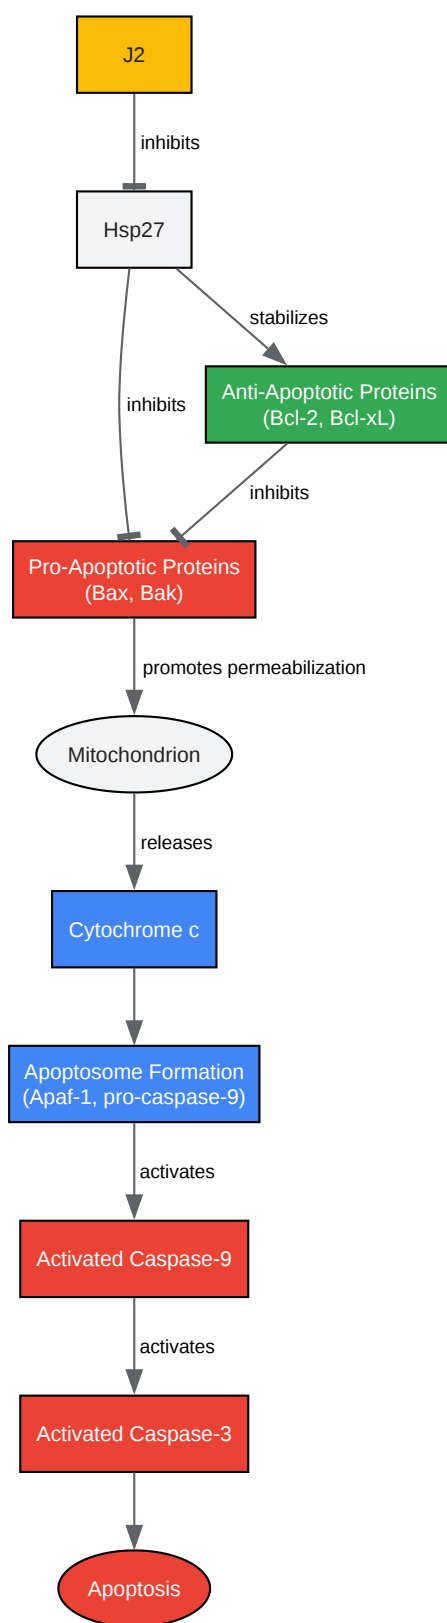 J2
inhibits
Hsp27
stabilizes
Anti-Apoptotic Proteins
(Bcl-2, Bcl-xL)
inhibits
inhibits
Pro-Apoptotic Proteins
(Bax, Bak)
promotes permeabilization
Mitochondrion
releases
Cytochrome c
Apoptosome Formation
(Apaf-1, pro-caspase-9)
activates
Activated Caspase-9
activates
Activated Caspase-3
Apoptosis